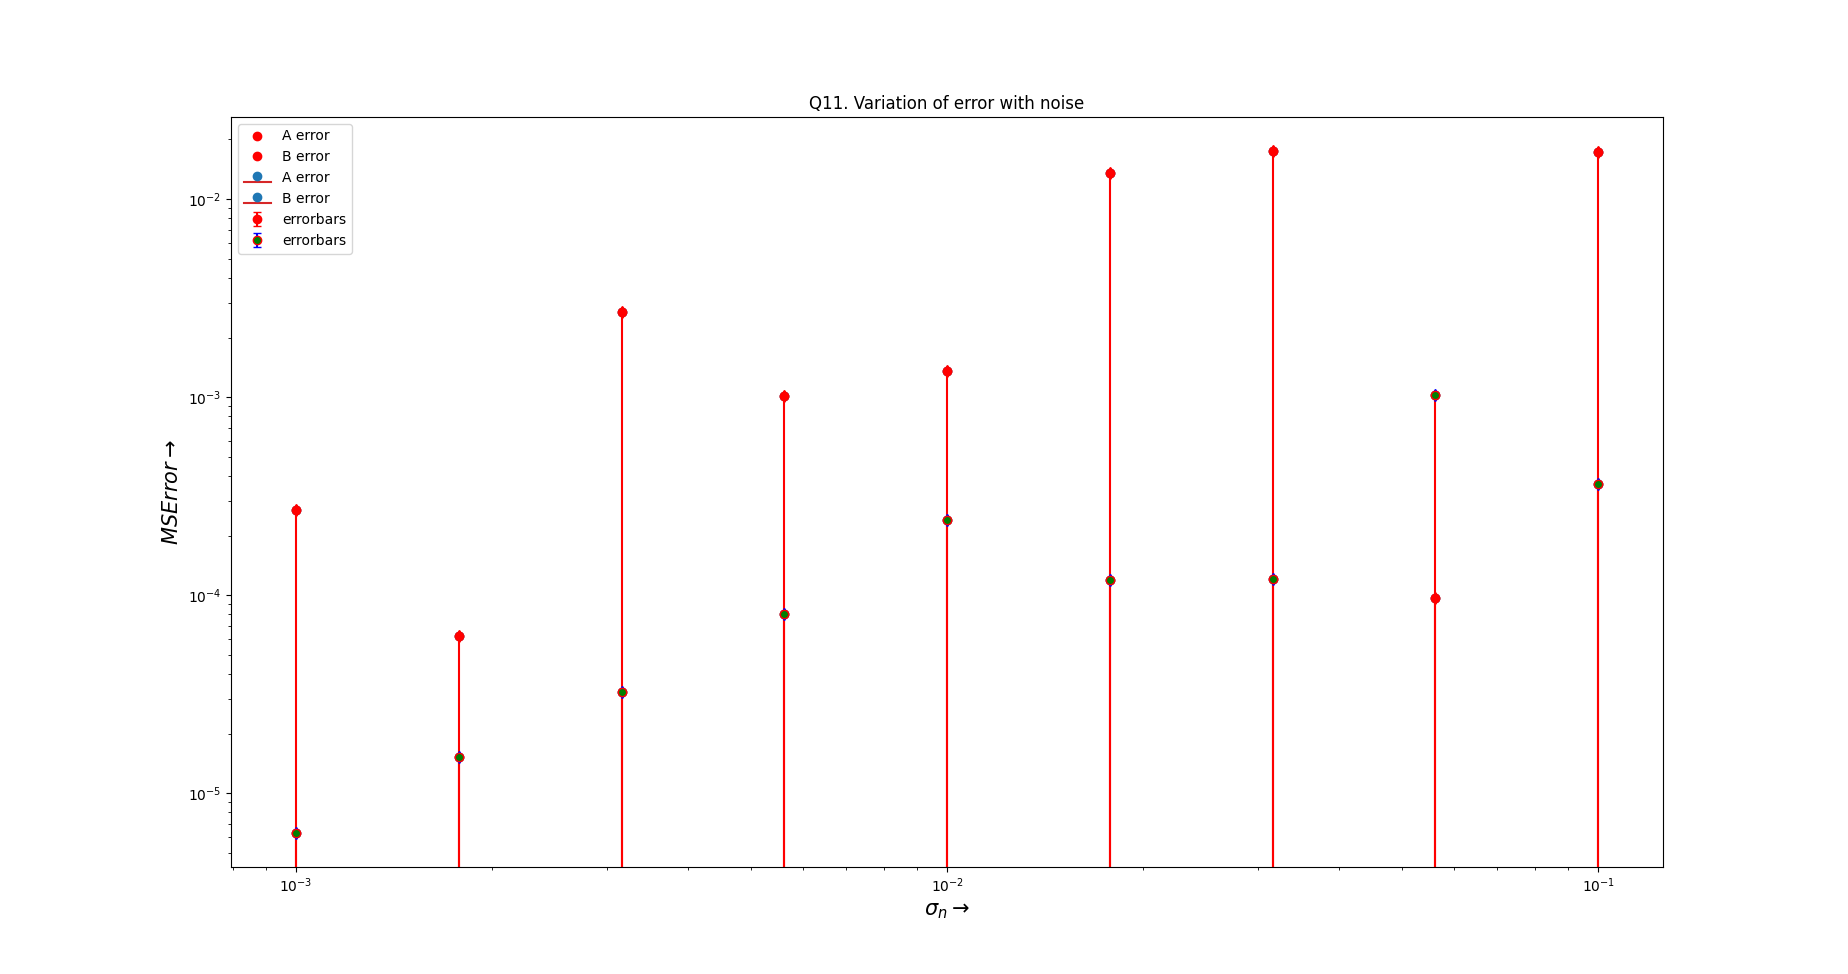 Q11. Variation of error with noise
A error
B error
A error
B error
errorbars
errorbars
MSError→
10⁻²
10⁻³
10⁻⁴
10⁻⁵
10⁻³
10⁻²
10⁻¹
σₙ→